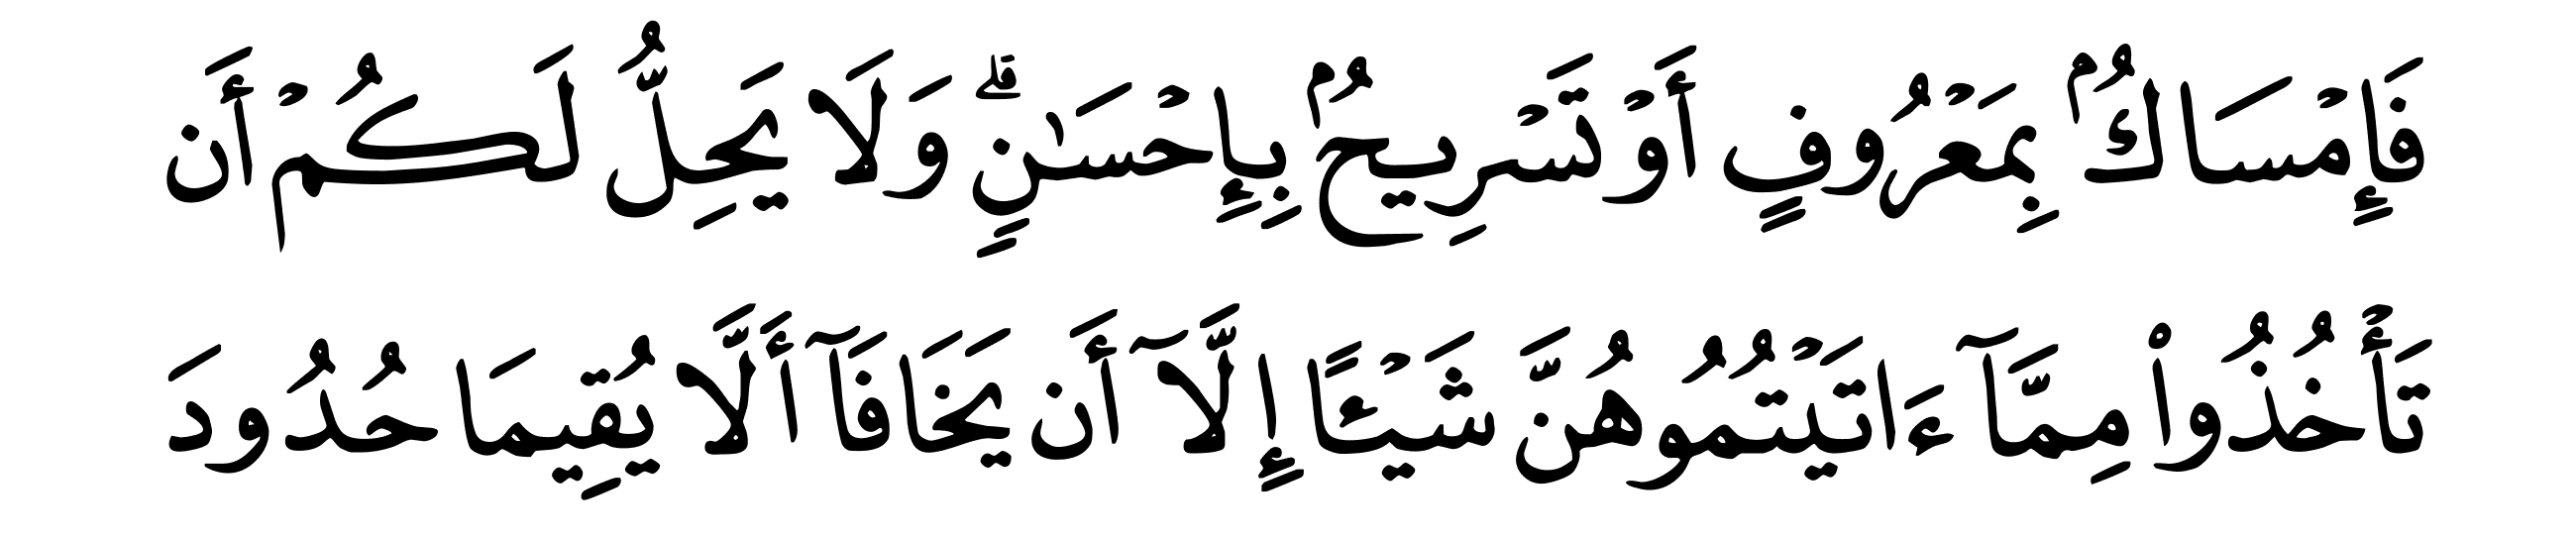 فَإِمۡسَاكُۢ بِمَعۡرُوفٍ أَوۡ تَسۡرِيحُۢ بِإِحۡسَٰنٖۗ وَلَا يَحِلُّ لَكُمۡ أَن
تَأۡخُذُواْ مِمَّآ ءَاتَيۡتُمُوهُنَّ شَيۡـًٔا إِلَّآ أَن يَخَافَآ أَلَّا يُقِيمَا حُدُودَ